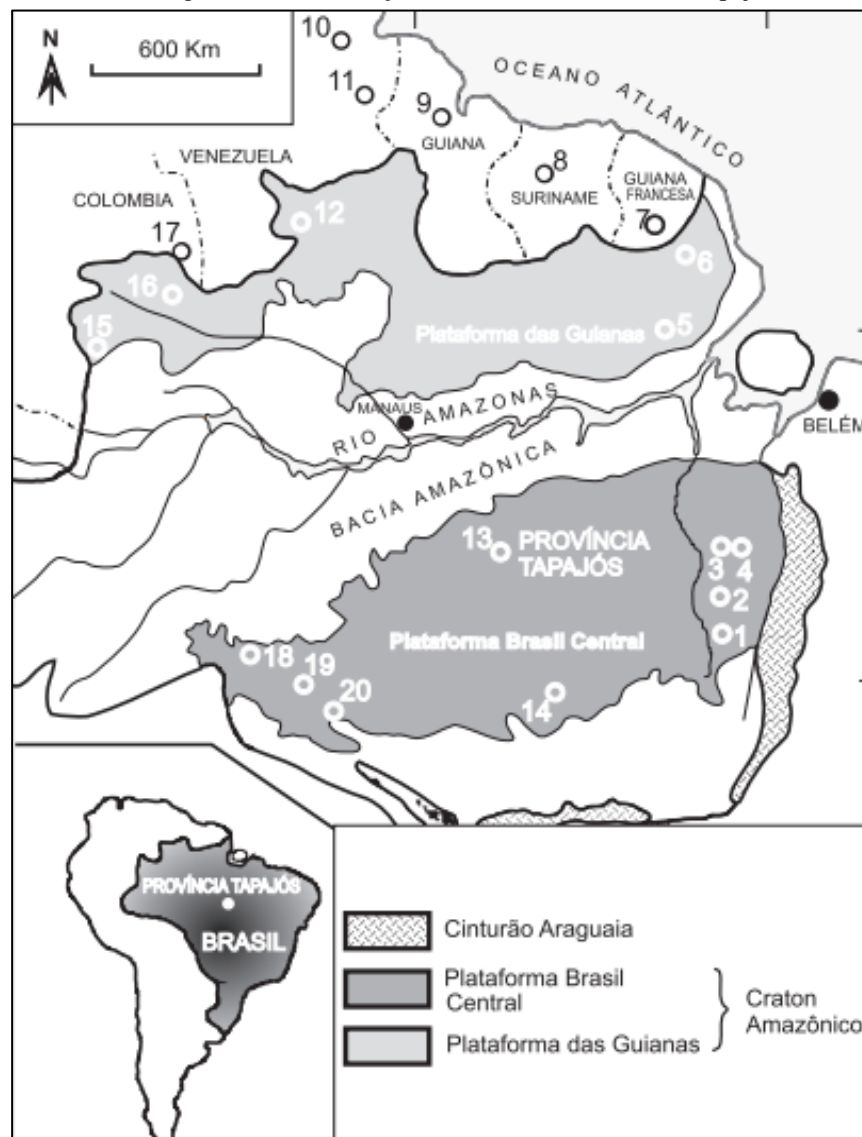 N
600 Km
10
11
9
GUIANA
OCEANO ATLÂNTICO
8
SURINAME
GUIANA
FRANCESA
7
VENEZUELA
COLOMBIA
12
17
16
15
6
5
Plataforma das Guianas
MANAUS
RIO AMAZONAS
BELÉM
BACIA AMAZÔNICA
13
PROVÍNCIA
TAPAJÓS
3 4
2
1
Plataforma Brasil Central
18
19
20
14
PROVÍNCIA TAPAJÓS
BRASIL
Cinturão Araguaia
Plataforma Brasil
Central
Plataforma das Guianas
Craton
Amazônico